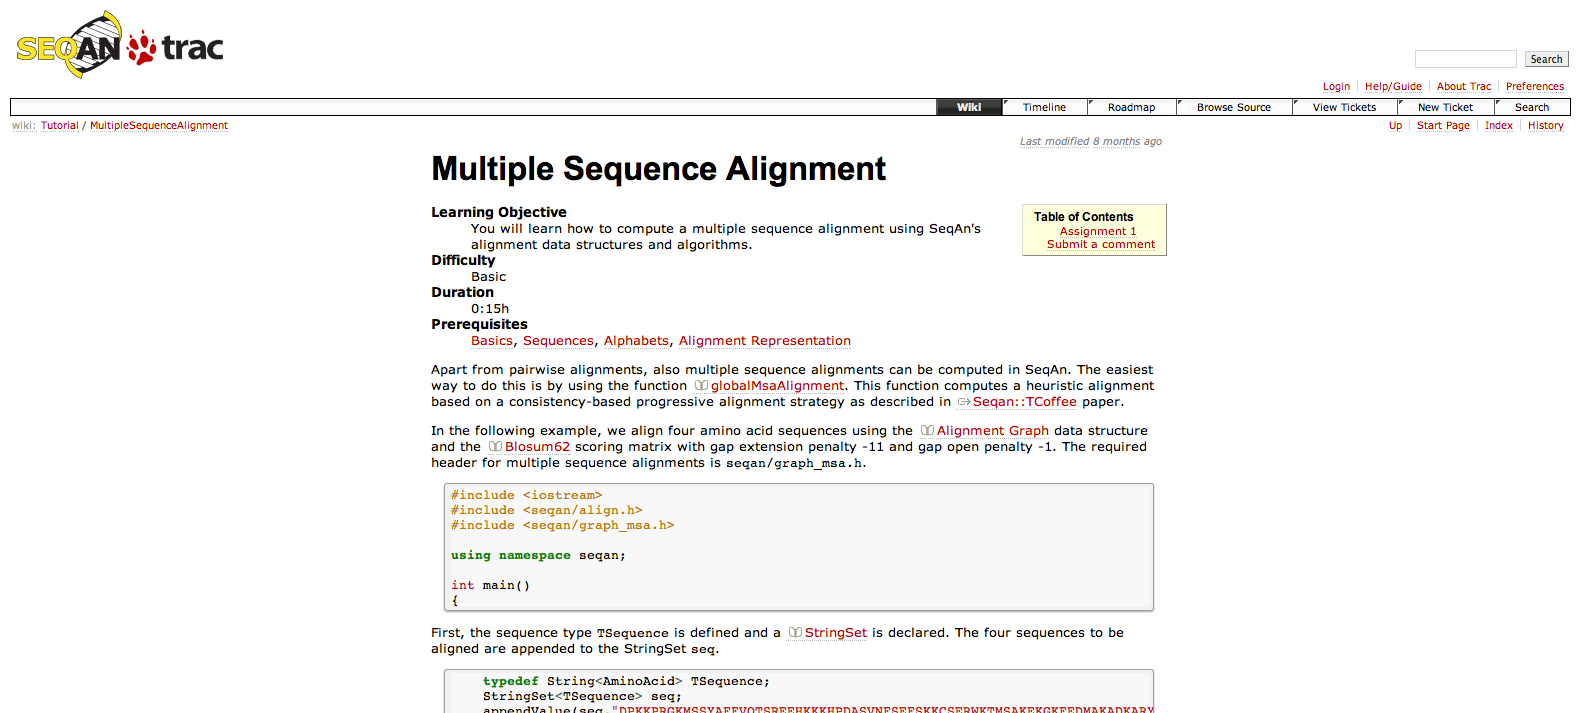 SEQAN trac
Search
Login Help/Guide About Trac Preferences
Wiki Timeline Roadmap Browse Source View Tickets New Ticket Search
wiki: Tutorial / MultipleSequenceAlignment
Up Start Page Index History
Last modified 8 months ago
Multiple Sequence Alignment
Table of Contents
Assignment 1
Submit a comment
Learning Objective
You will learn how to compute a multiple sequence alignment using SeqAn's
alignment data structures and algorithms.
Difficulty
Basic
Duration
0:15h
Prerequisites
Basics, Sequences, Alphabets, Alignment Representation
Apart from pairwise alignments, also multiple sequence alignments can be computed in SeqAn. The easiest
way to do this is by using the function globalMsaAlignment. This function computes a heuristic alignment
based on a consistency-based progressive alignment strategy as described in Seqan::TCoffee paper.
In the following example, we align four amino acid sequences using the Alignment Graph data structure
and the Blosum62 scoring matrix with gap extension penalty -11 and gap open penalty -1. The required
header for multiple sequence alignments is seqan/graph_msa.h.
#include <iostream>
#include <seqan/align.h>
#include <seqan/graph_msa.h>
using namespace seqan;
int main()
{
First, the sequence type TSequence is defined and a StringSet is declared. The four sequences to be
aligned are appended to the StringSet seq.
typedef String<AminoAcid> TSequence;
StringSet<TSequence> seq;
appendValue(seq,"DPKKPRGKMSSYAFFVQTSREEHKKKHPDASVNFSEFSKKCSERWKTMSAKEKGKFEDMAKADKARY